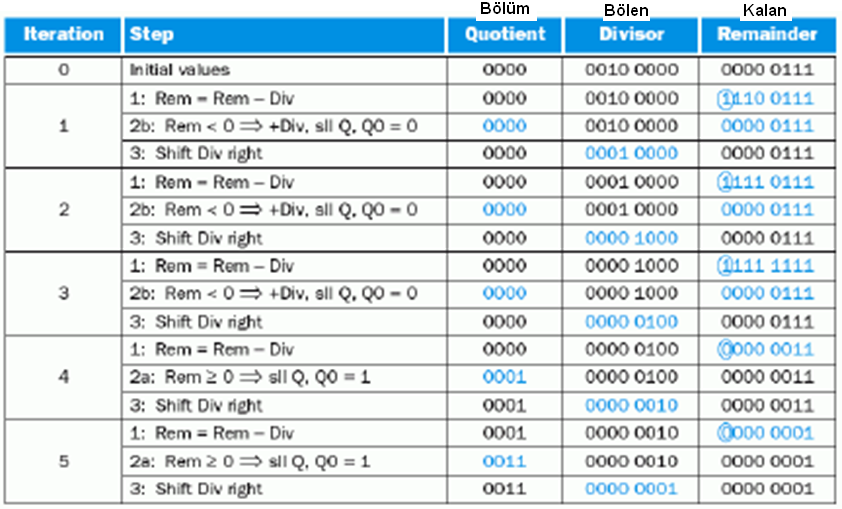 Bölüm Bölen Kalan
Iteration Step Quotient Divisor Remainder
0 Initial values 0000 0010 0000 0000 0111
1: Rem = Rem – Div 0000 0010 0000 1110 0111
1 2b: Rem < 0 ⟹ +Div, sll Q, Q0 = 0 0000 0010 0000 0000 0111
3: Shift Div right 0000 0001 0000 0000 0111
1: Rem = Rem – Div 0000 0001 0000 1111 0111
2 2b: Rem < 0 ⟹ +Div, sll Q, Q0 = 0 0000 0001 0000 0000 0111
3: Shift Div right 0000 0000 1000 0000 0111
1: Rem = Rem – Div 0000 0000 1000 1111 1111
3 2b: Rem < 0 ⟹ +Div, sll Q, Q0 = 0 0000 0000 1000 0000 0111
3: Shift Div right 0000 0000 0100 0000 0111
1: Rem = Rem – Div 0000 0000 0100 0000 0011
4 2a: Rem ≥ 0 ⟹ sll Q, Q0 = 1 0001 0000 0100 0000 0011
3: Shift Div right 0001 0000 0010 0000 0011
1: Rem = Rem – Div 0001 0000 0010 0000 0001
5 2a: Rem ≥ 0 ⟹ sll Q, Q0 = 1 0011 0000 0010 0000 0001
3: Shift Div right 0011 0000 0001 0000 0001